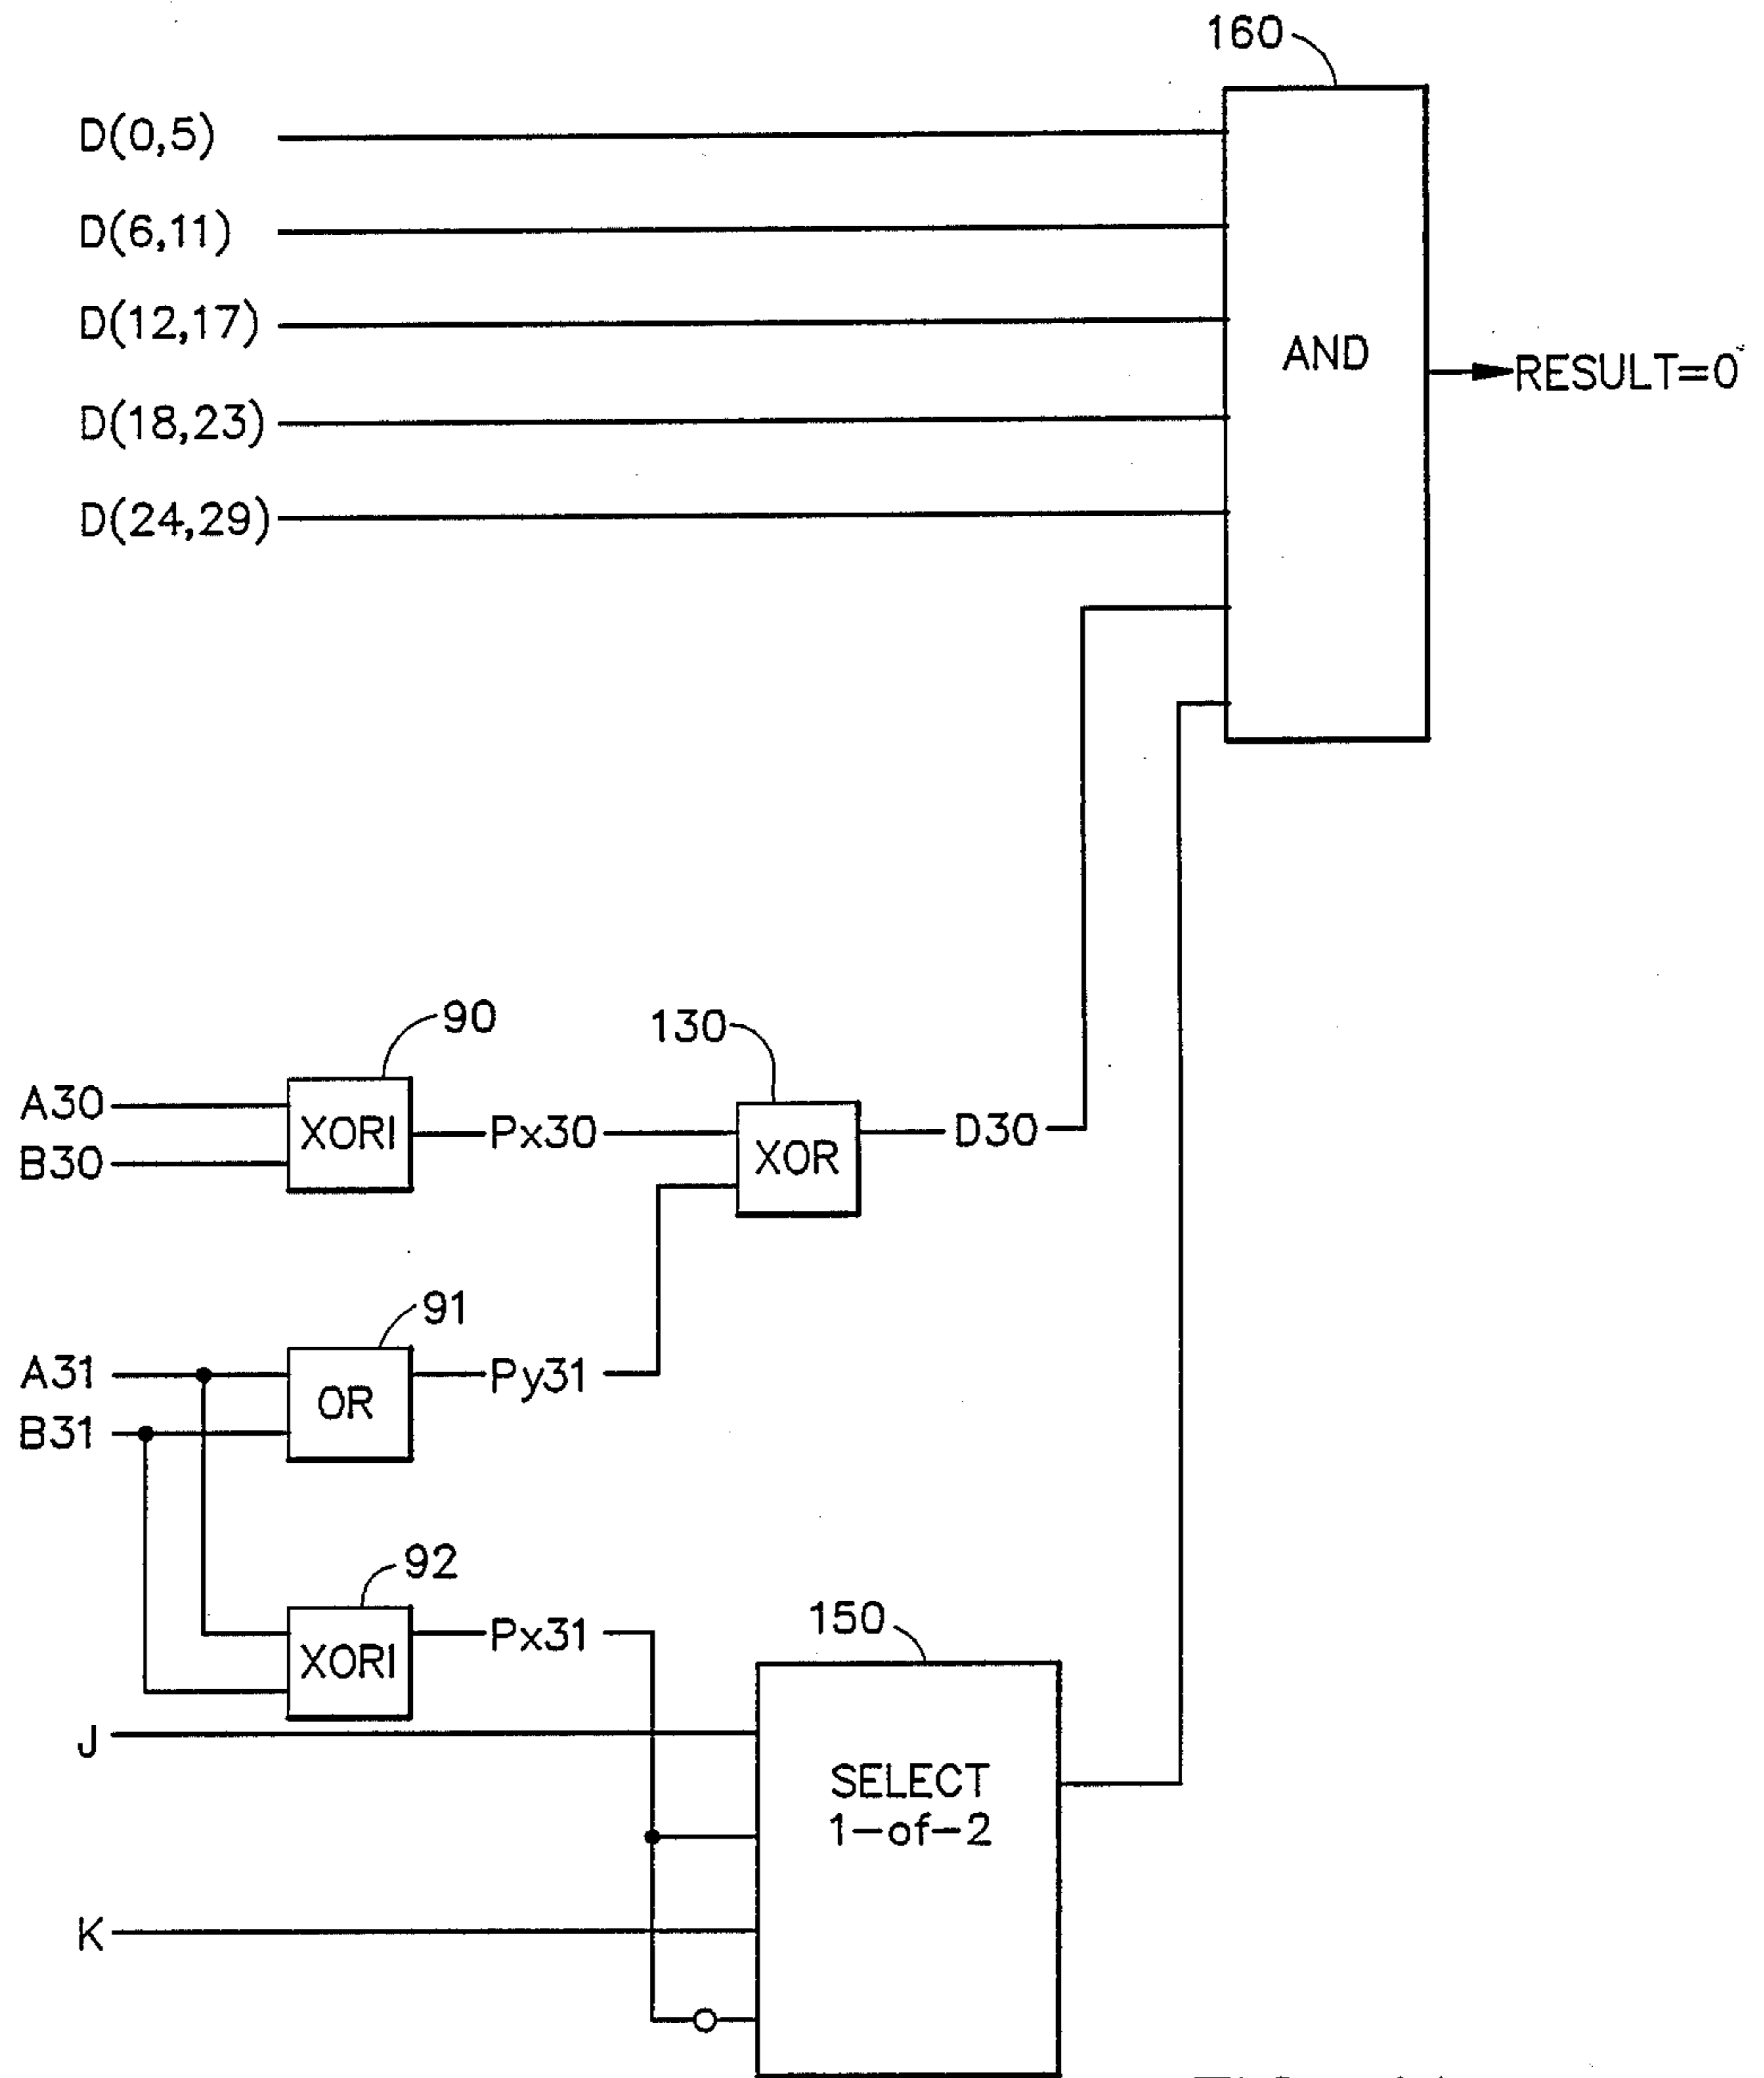 160
D(0,5)
D(6,11)
D(12,17)
AND
RESULT=0
D(18,23)
D(24,29)
90
130
A30
XORI
Px30
XOR
D30
B30
91
A31
OR
Py31
B31
92
XORI
Px31
150
J
SELECT
1-of-2
K